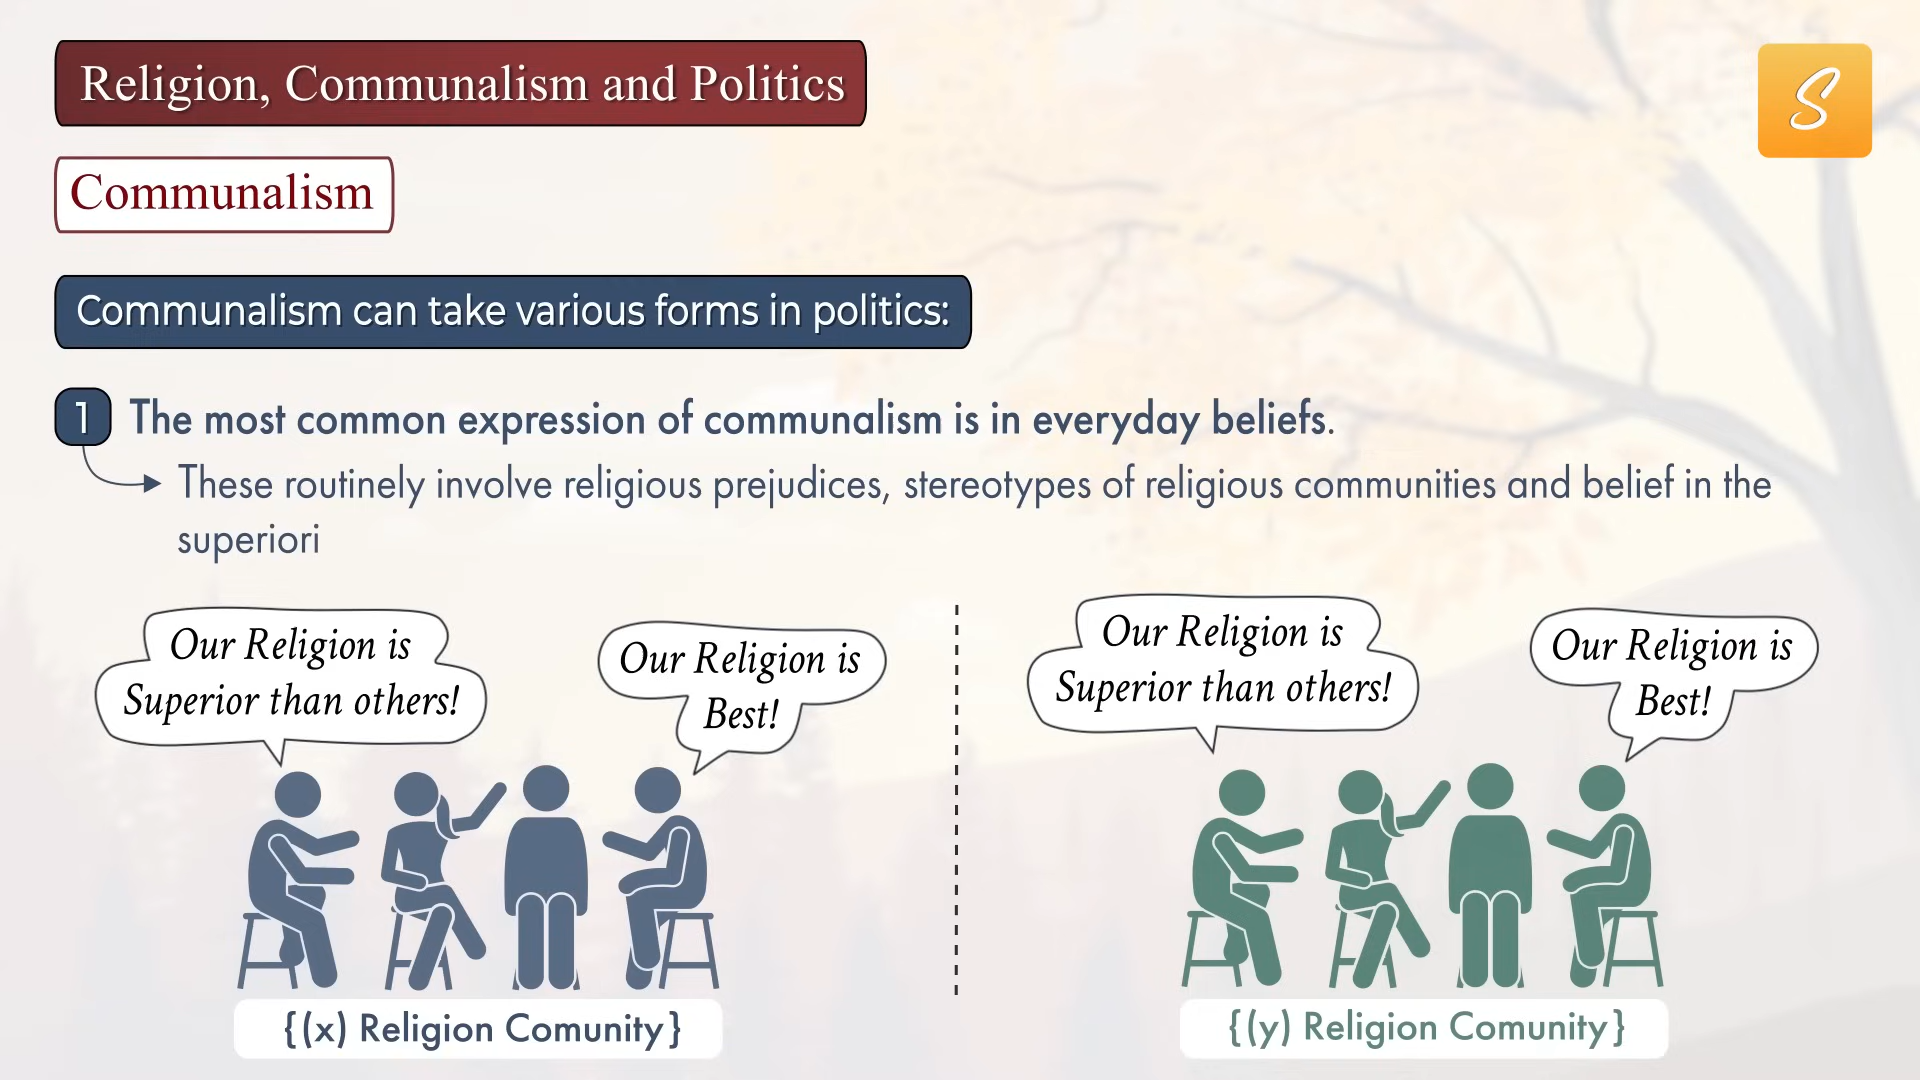 Religion, Communalism and Politics
S
Communalism
Communalism can take various forms in politics:
1 The most common expression of communalism is in everyday beliefs.
These routinely involve religious prejudices, stereotypes of religious communities and belief in the
superiori
Our Religion is
Superior than others!
Our Religion is
Best!
Our Religion is
Superior than others!
Our Religion is
Best!
{(x) Religion Comunity}
{(y) Religion Comunity}